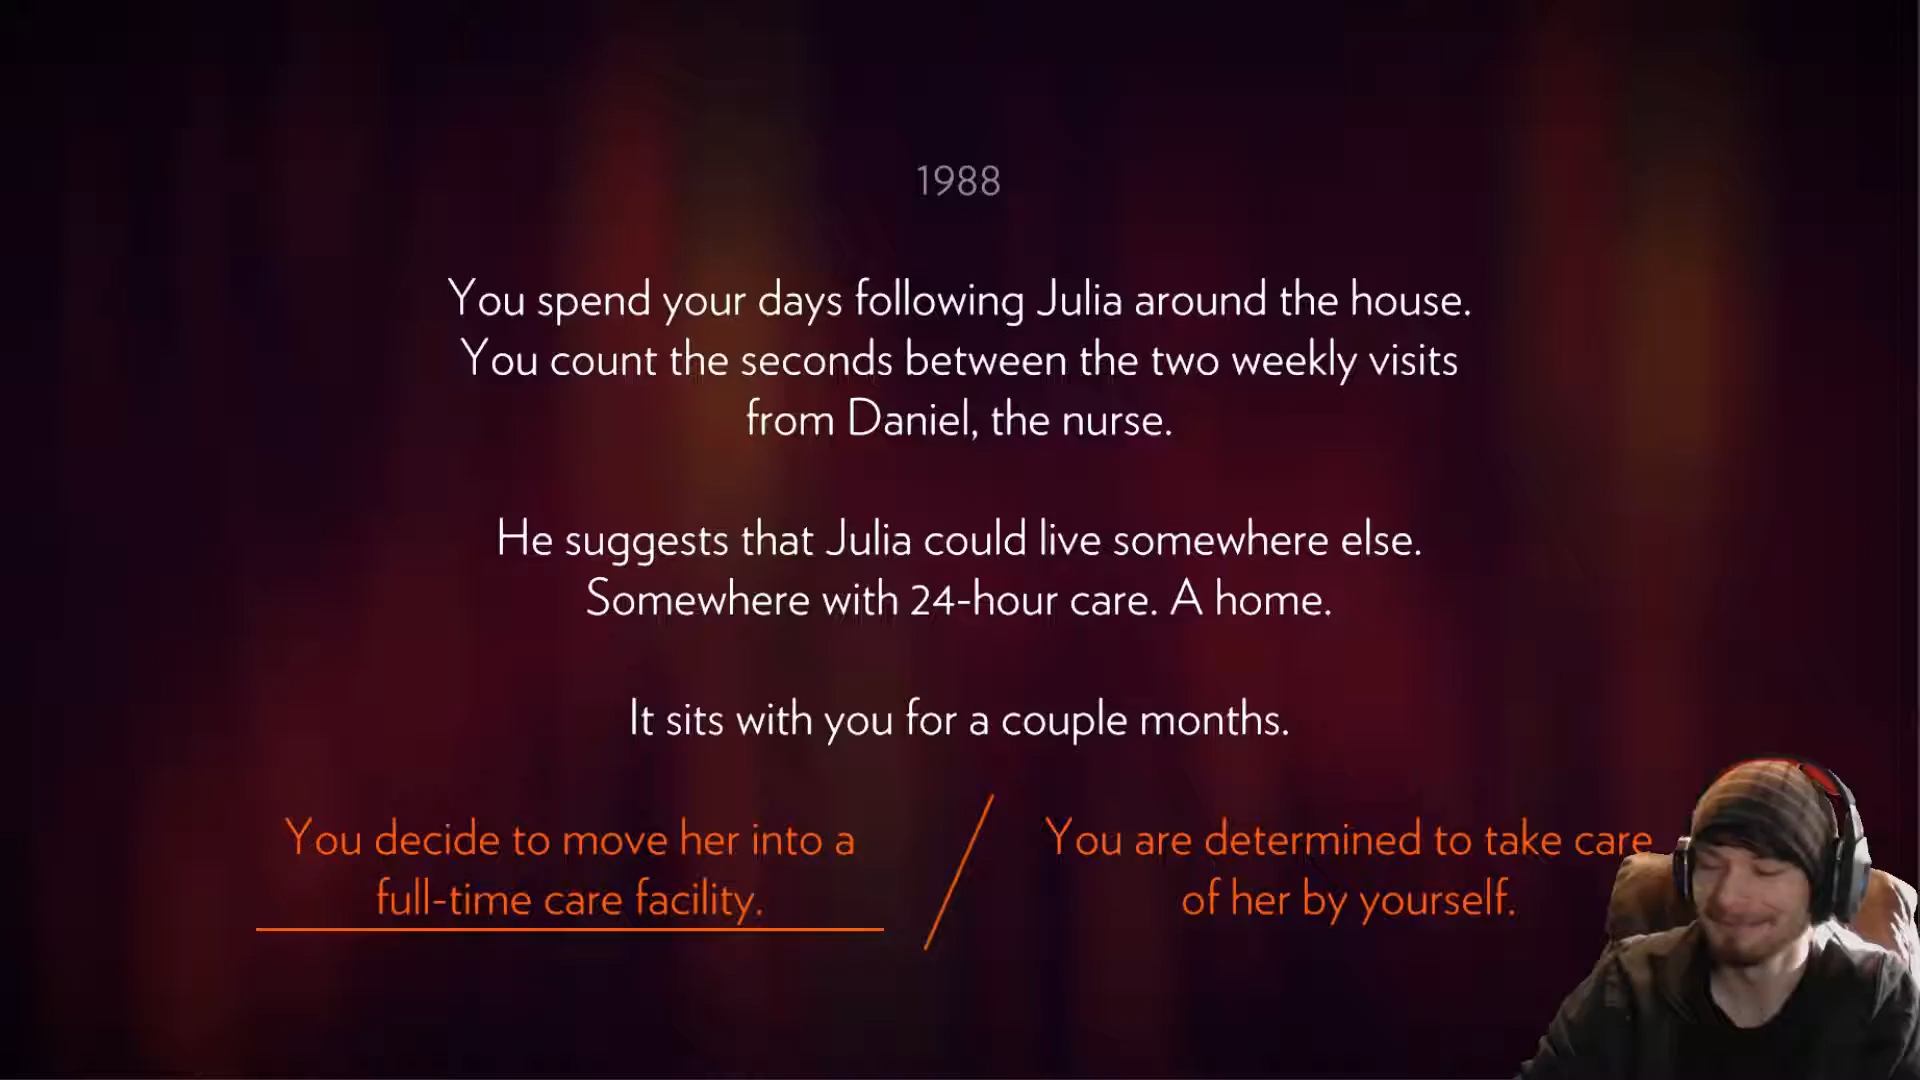 1988
You spend your days following Julia around the house.
You count the seconds between the two weekly visits
from Daniel, the nurse.
He suggests that Julia could live somewhere else.
Somewhere with 24-hour care. A home.
It sits with you for a couple months.
You decide to move her into a
full-time care facility.
You are determined to take care
of her by yourself.